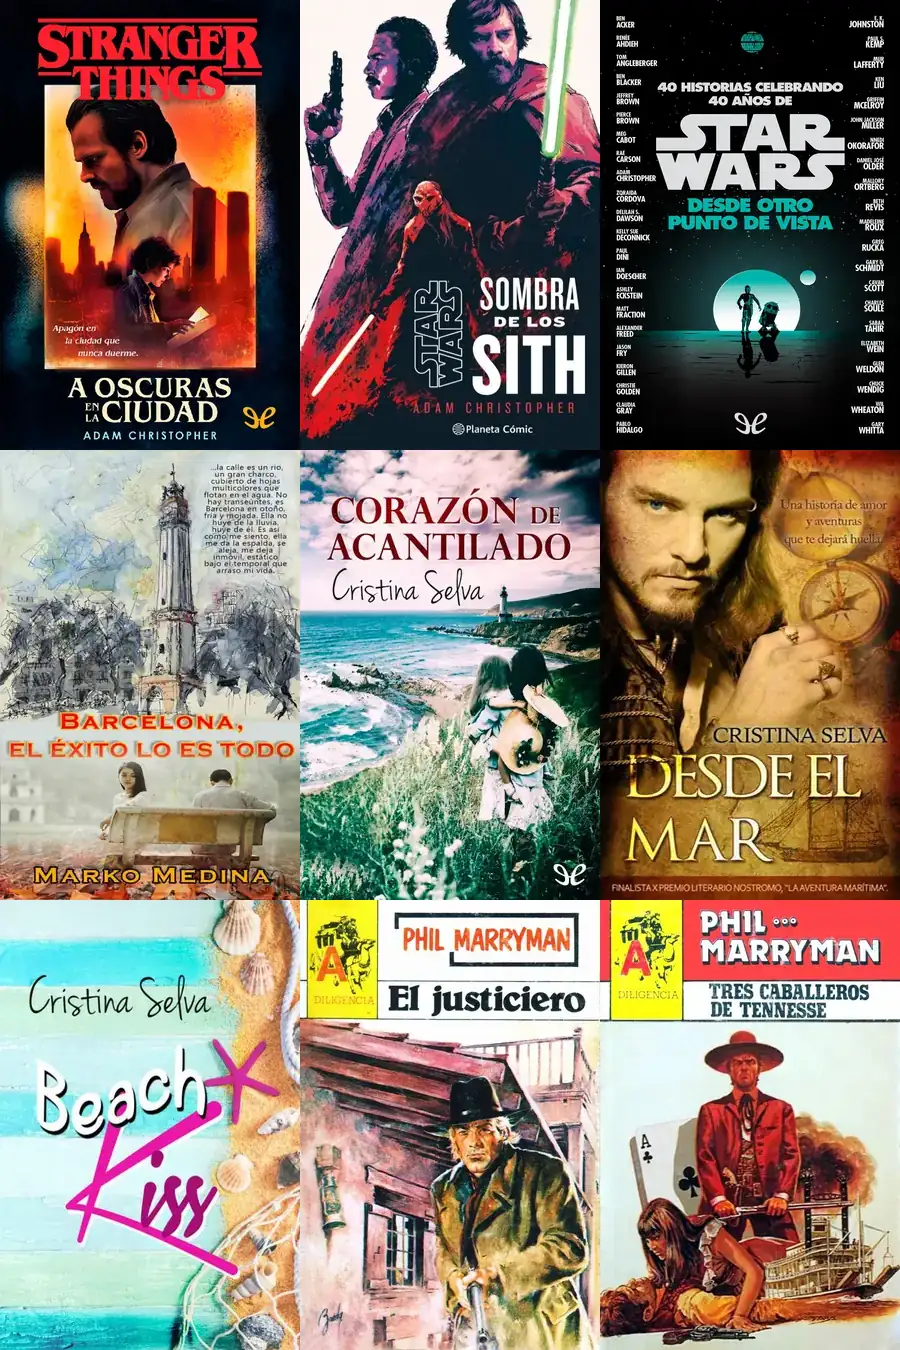 STRANGER
THINGS
Apagón en
la ciudad que
nunca duerme.
A OSCURAS
EN LA CIUDAD
ADAM CHRISTOPHER
STAR WARS
SOMBRA
DE LOS
SITH
ADAM CHRISTOPHER
Planeta Cómic
BEN ACKER
RENÉE AHDIEH
TOM ANGLEBERGER
BEN BLACKER
JEFFREY BROWN
PIERCE BROWN
MEG CABOT
RAE CARSON
ADAM CHRISTOPHER
ZORAIDA CORDOVA
DELILAH S. DAWSON
KELLY SUE DECONNICK
PAUL DINI
IAN DOESCHER
ASHLEY ECKSTEIN
MATT FRACTION
ALEXANDER FREED
JASON FRY
KIERON GILLEN
CHRISTIE GOLDEN
CLAUDIA GRAY
PABLO HIDALGO
40 HISTORIAS CELEBRANDO
40 AÑOS DE
STAR
WARS
DESDE OTRO
PUNTO DE VISTA
E. K. JOHNSTON
PAUL S. KEMP
MUR LAFFERTY
KEN LIU
GRIFFIN MCELROY
JOHN JACKSON MILLER
NNEDI OKORAFOR
DANIEL JOSÉ OLDER
MALLORY ORTBERG
BETH REVIS
MADELEINE ROUX
GREG RUCKA
GARY D. SCHMIDT
CAVAN SCOTT
CHARLES SOULE
SABAA TAHIR
ELIZABETH WEIN
GLEN WELDON
CHUCK WENDIG
WIL WHEATON
GARY WHITTA
...la calle es un rio,
un gran charco,
cubierto de hojas
multicolores que
flotan en el agua. No
hay transeúntes, es
Barcelona en otoño,
fría y mojada. Ella no
huye de la lluvia,
huye de él. Es así
como me siento, ella
me da la espalda, se
aleja, me deja
inmóvil, estático
bajo el temporal que
arraso mi vida.
BARCELONA,
EL ÉXITO LO ES TODO
MARKO MEDINA
CORAZÓN DE
ACANTILADO
Cristina Selva
Una historia de amor
y aventuras
que te dejará huella
CRISTINA SELVA
DESDE EL
MAR
FINALISTA X PREMIO LITERARIO NOSTROMO, "LA AVENTURA MARÍTIMA".
Cristina Selva
Beach
Kiss
A
DILIGENCIA
PHIL MARRYMAN
El justiciero
A
DILIGENCIA
PHIL
MARRYMAN
TRES CABALLEROS
DE TENNESSE
A